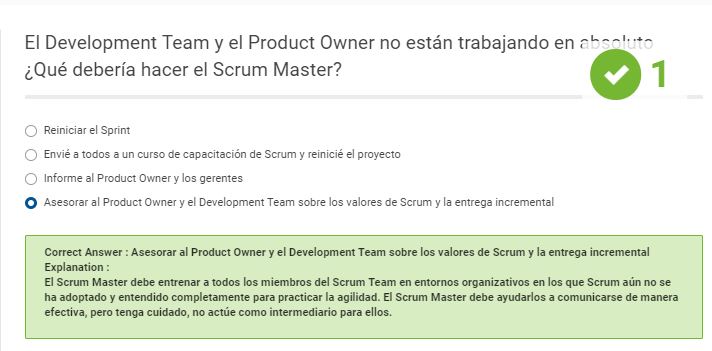 El Development Team y el Product Owner no están trabajando en absoluto
¿Qué debería hacer el Scrum Master?
1
Reiniciar el Sprint
Envié a todos a un curso de capacitación de Scrum y reinicié el proyecto
Informe al Product Owner y los gerentes
Asesorar al Product Owner y el Development Team sobre los valores de Scrum y la entrega incremental
Correct Answer : Asesorar al Product Owner y el Development Team sobre los valores de Scrum y la entrega incremental
Explanation :
El Scrum Master debe entrenar a todos los miembros del Scrum Team en entornos organizativos en los que Scrum aún no se
ha adoptado y entendido completamente para practicar la agilidad. El Scrum Master debe ayudarlos a comunicarse de manera
efectiva, pero tenga cuidado, no actúe como intermediario para ellos.